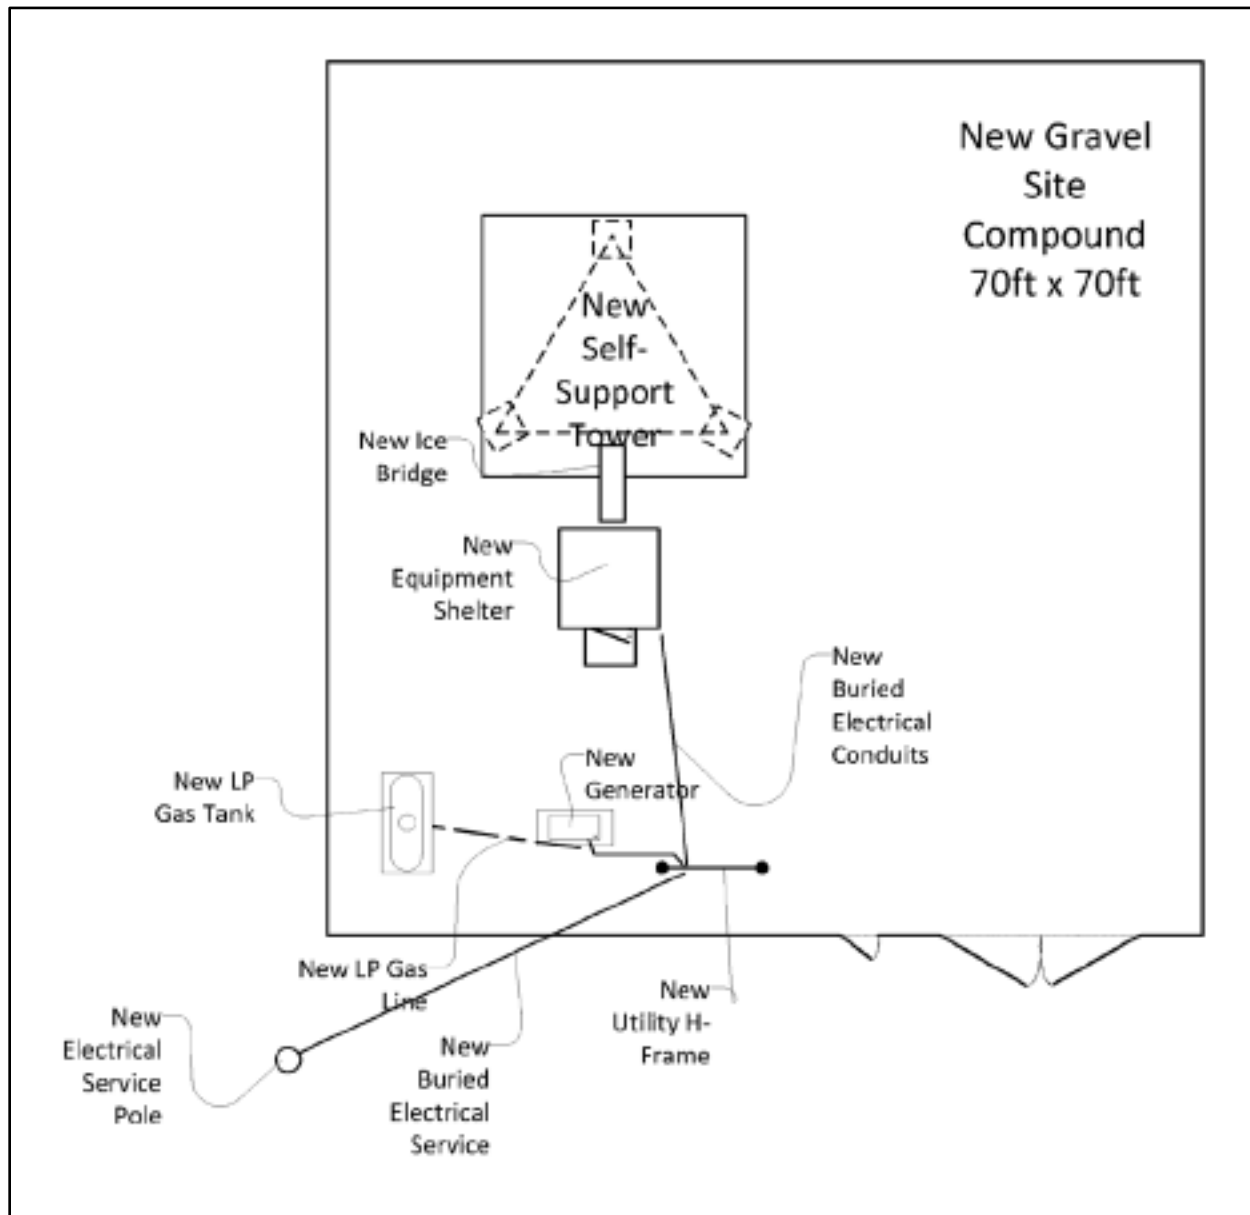 New Gravel
Site
Compound
70ft x 70ft
New
Self-
Support
Tower
New Ice
Bridge
New
Equipment
Shelter
New
Buried
Electrical
Conduits
New
Generator
New LP
Gas Tank
New LP Gas
Line
New
Utility H-
Frame
New
Electrical
Service
Pole
New
Buried
Electrical
Service